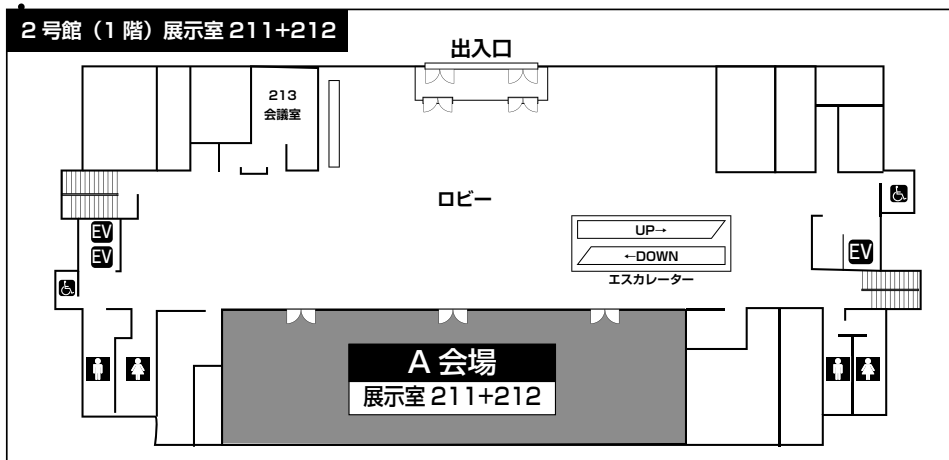 2号館（1階）展示室 211+212
出入口
213
会議室
ロビー
EV
EV
UP→
←DOWN
エスカレーター
EV
A 会場
展示室 211+212